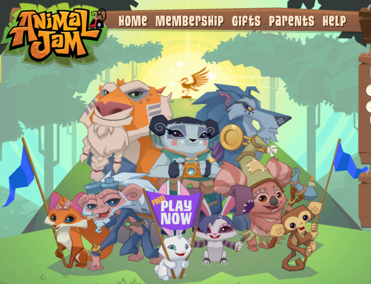 ANIMAL
JAM
HOME MEMBERSHIP GIFTS PARENTS HELP
FREE
PLAY
NOW